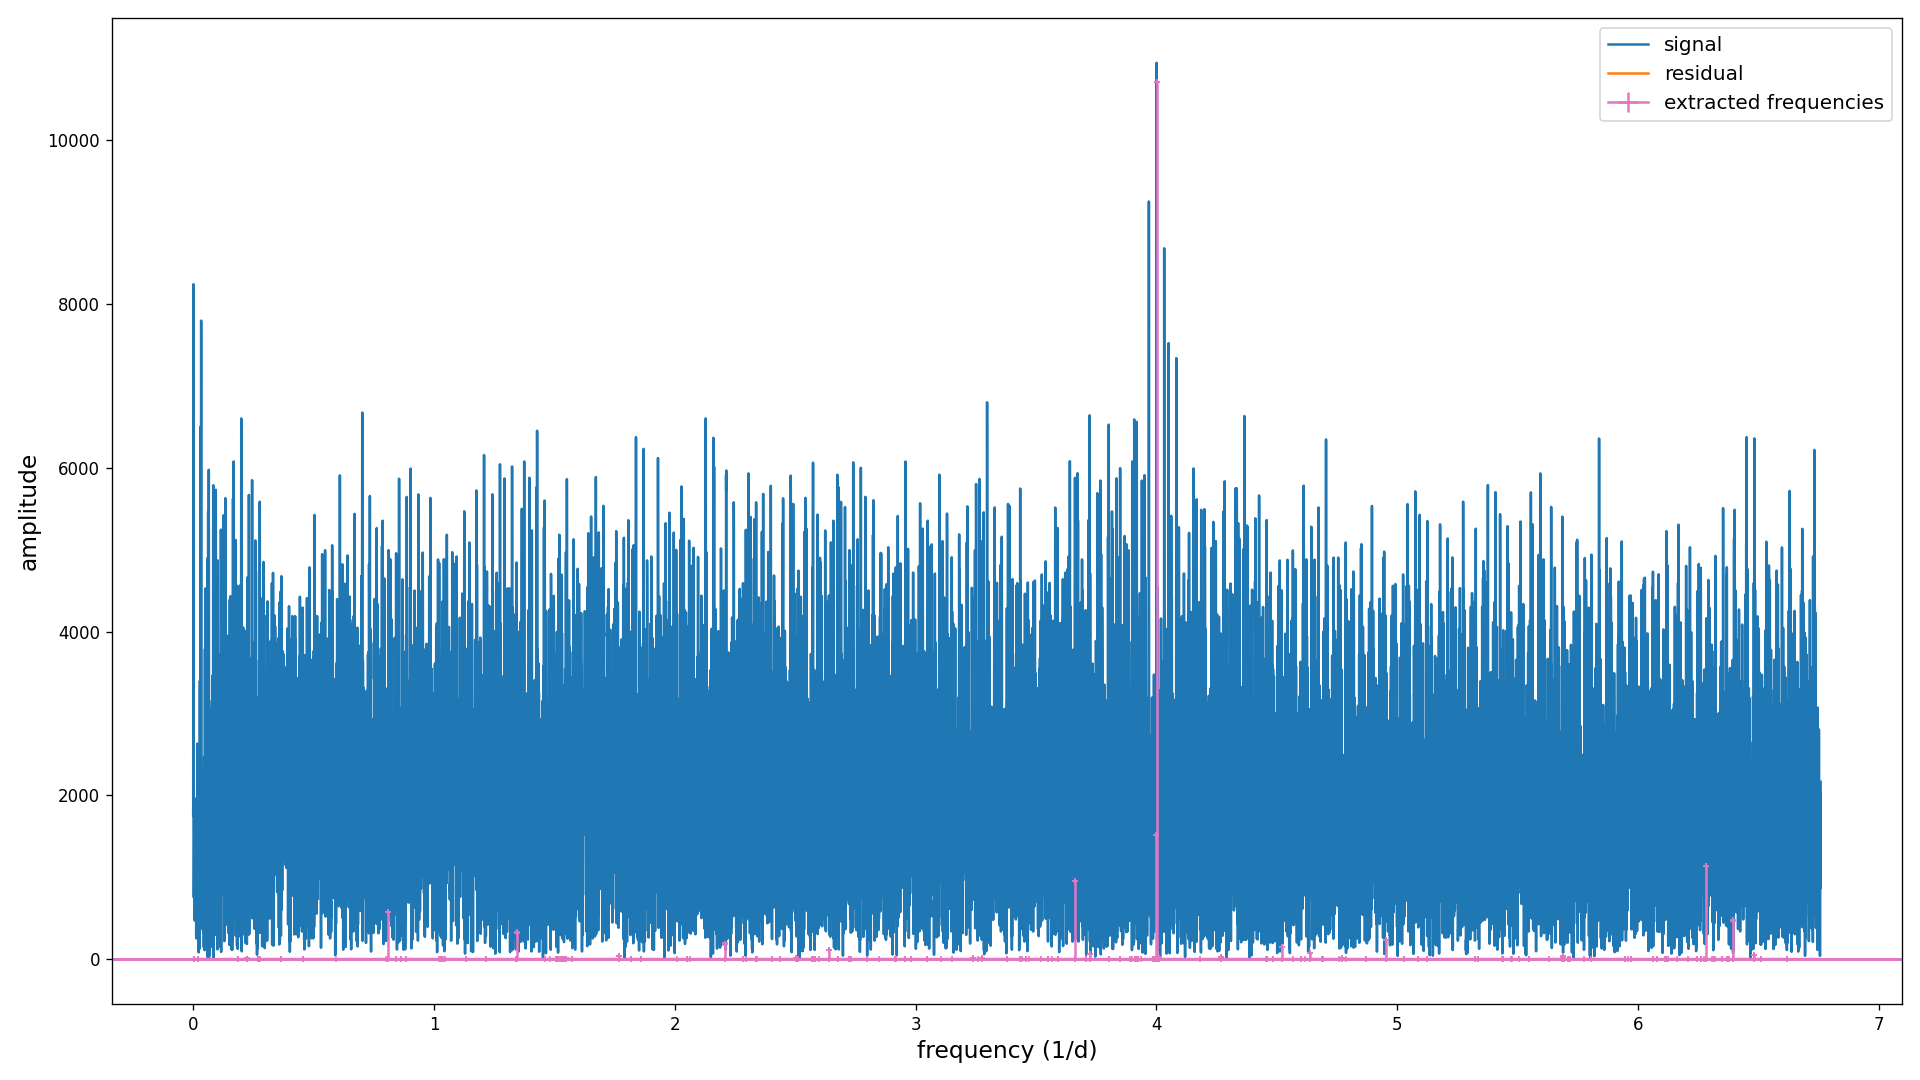 signal
residual
extracted frequencies
amplitude
10000
8000
6000
4000
2000
0
0 1 2 3 4 5 6 7
frequency (1/d)